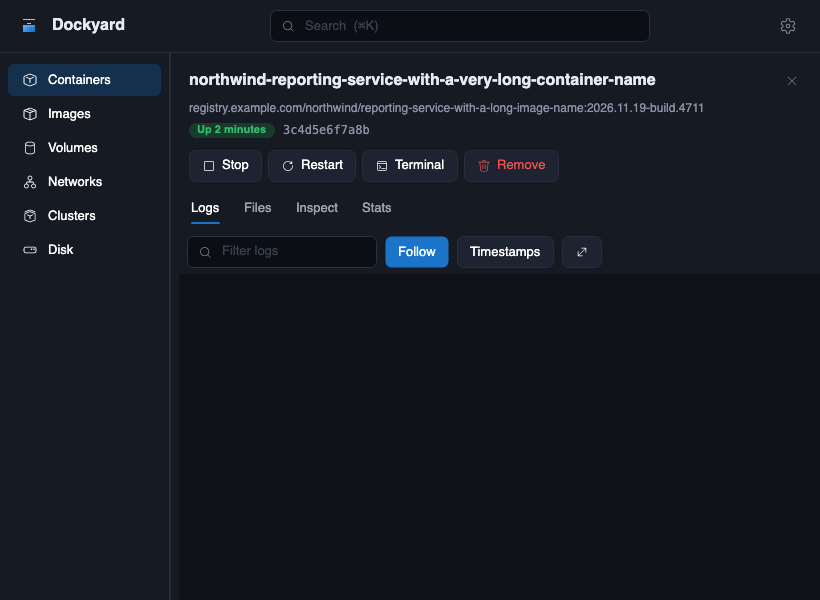 Dockyard
Search (⌘K)
Containers
Images
Volumes
Networks
Clusters
Disk
northwind-reporting-service-with-a-very-long-container-name
registry.example.com/northwind/reporting-service-with-a-long-image-name:2026.11.19-build.4711
Up 2 minutes 3c4d5e6f7a8b
Stop Restart Terminal Remove
Logs Files Inspect Stats
Filter logs Follow Timestamps